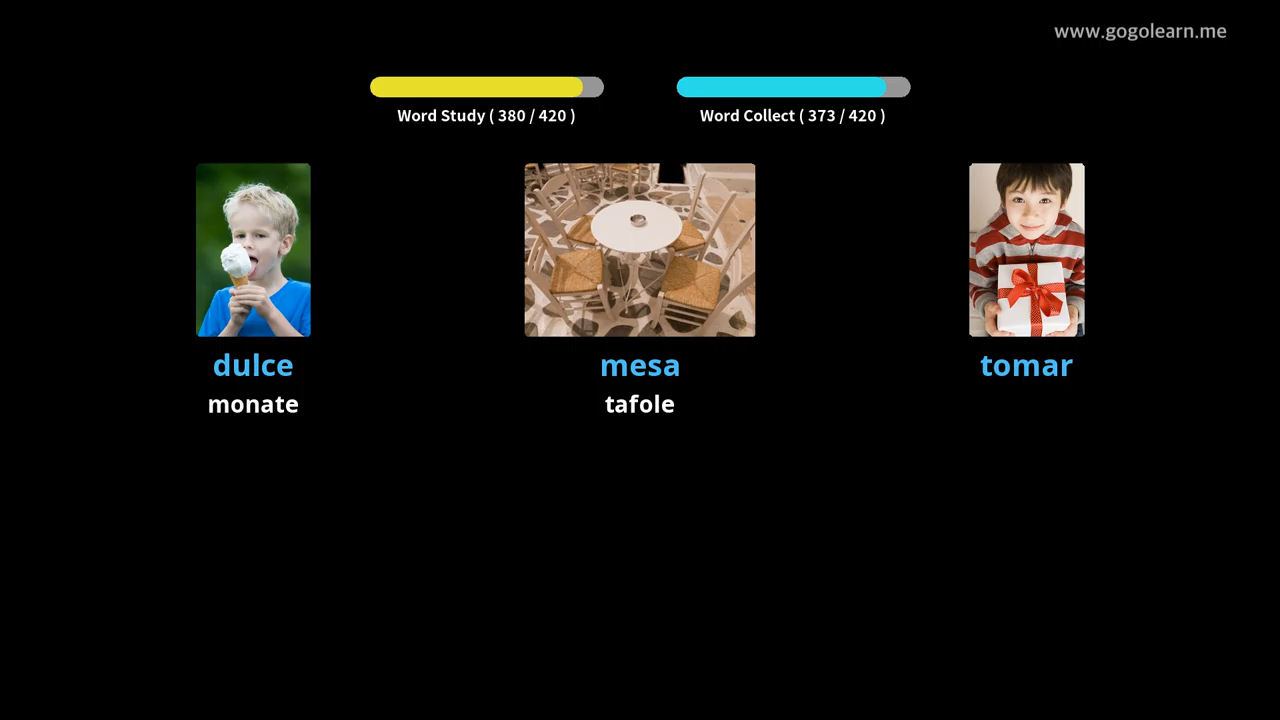 www.gogolearn.me
Word Study ( 380 / 420 )
Word Collect ( 373 / 420 )
dulce
mesa
tomar
monate
tafole